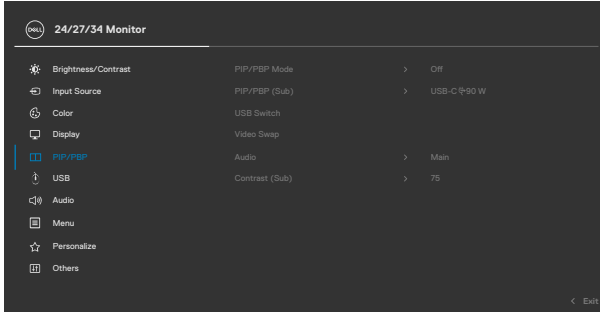 DELL 24/27/34 Monitor
Brightness/Contrast PIP/PBP Mode > Off
Input Source PIP/PBP (Sub) > USB-C 90 W
Color USB Switch
Display Video Swap
PIP/PBP Audio > Main
USB Contrast (Sub) > 75
Audio
Menu
Personalize
Others
< Exit